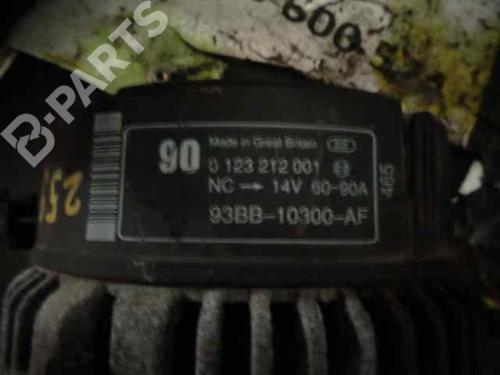 600
B-PARTS
90
Made in Great Britain
0 123 212 001
NC → 14V 60-90A
465
93BB-10300-AF